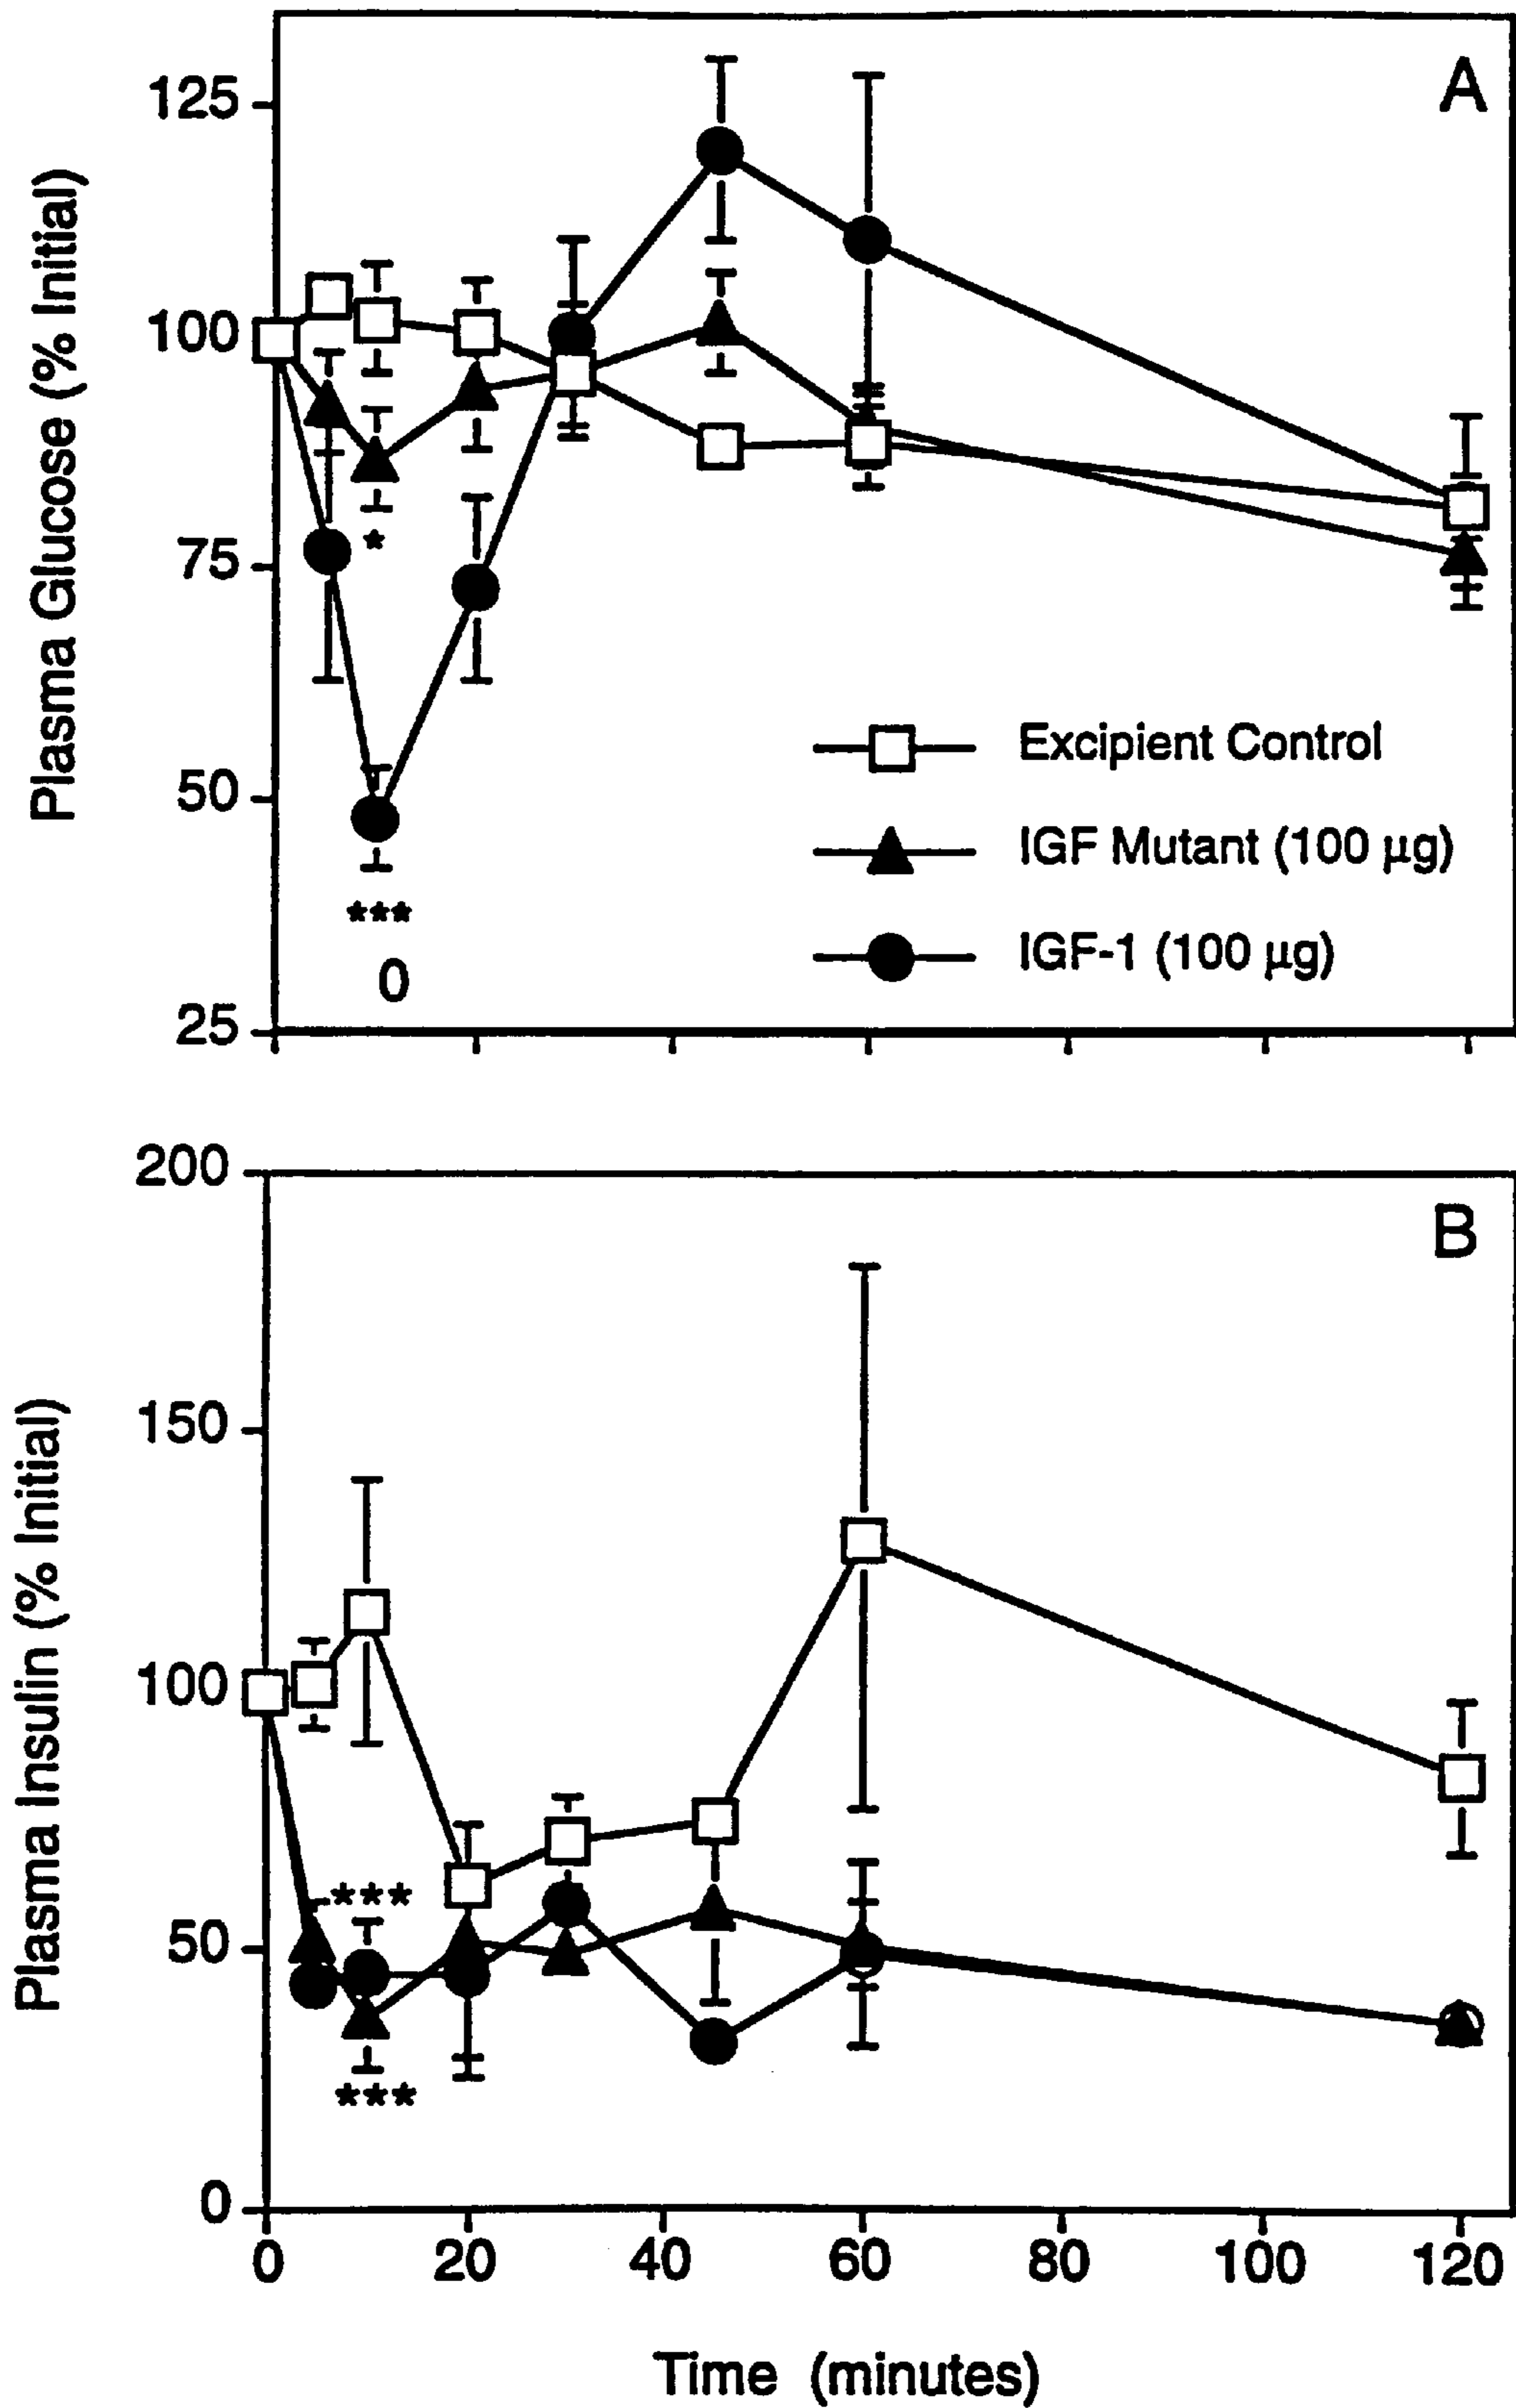 A
Plasma Glucose (% Initial)
125
100
75
50
25
*
***
0
Excipient Control
IGF Mutant (100 µg)
IGF-1 (100 µg)
B
Plasma Insulin (% Initial)
200
150
100
50
0
***
***
0 20 40 60 80 100 120
Time (minutes)